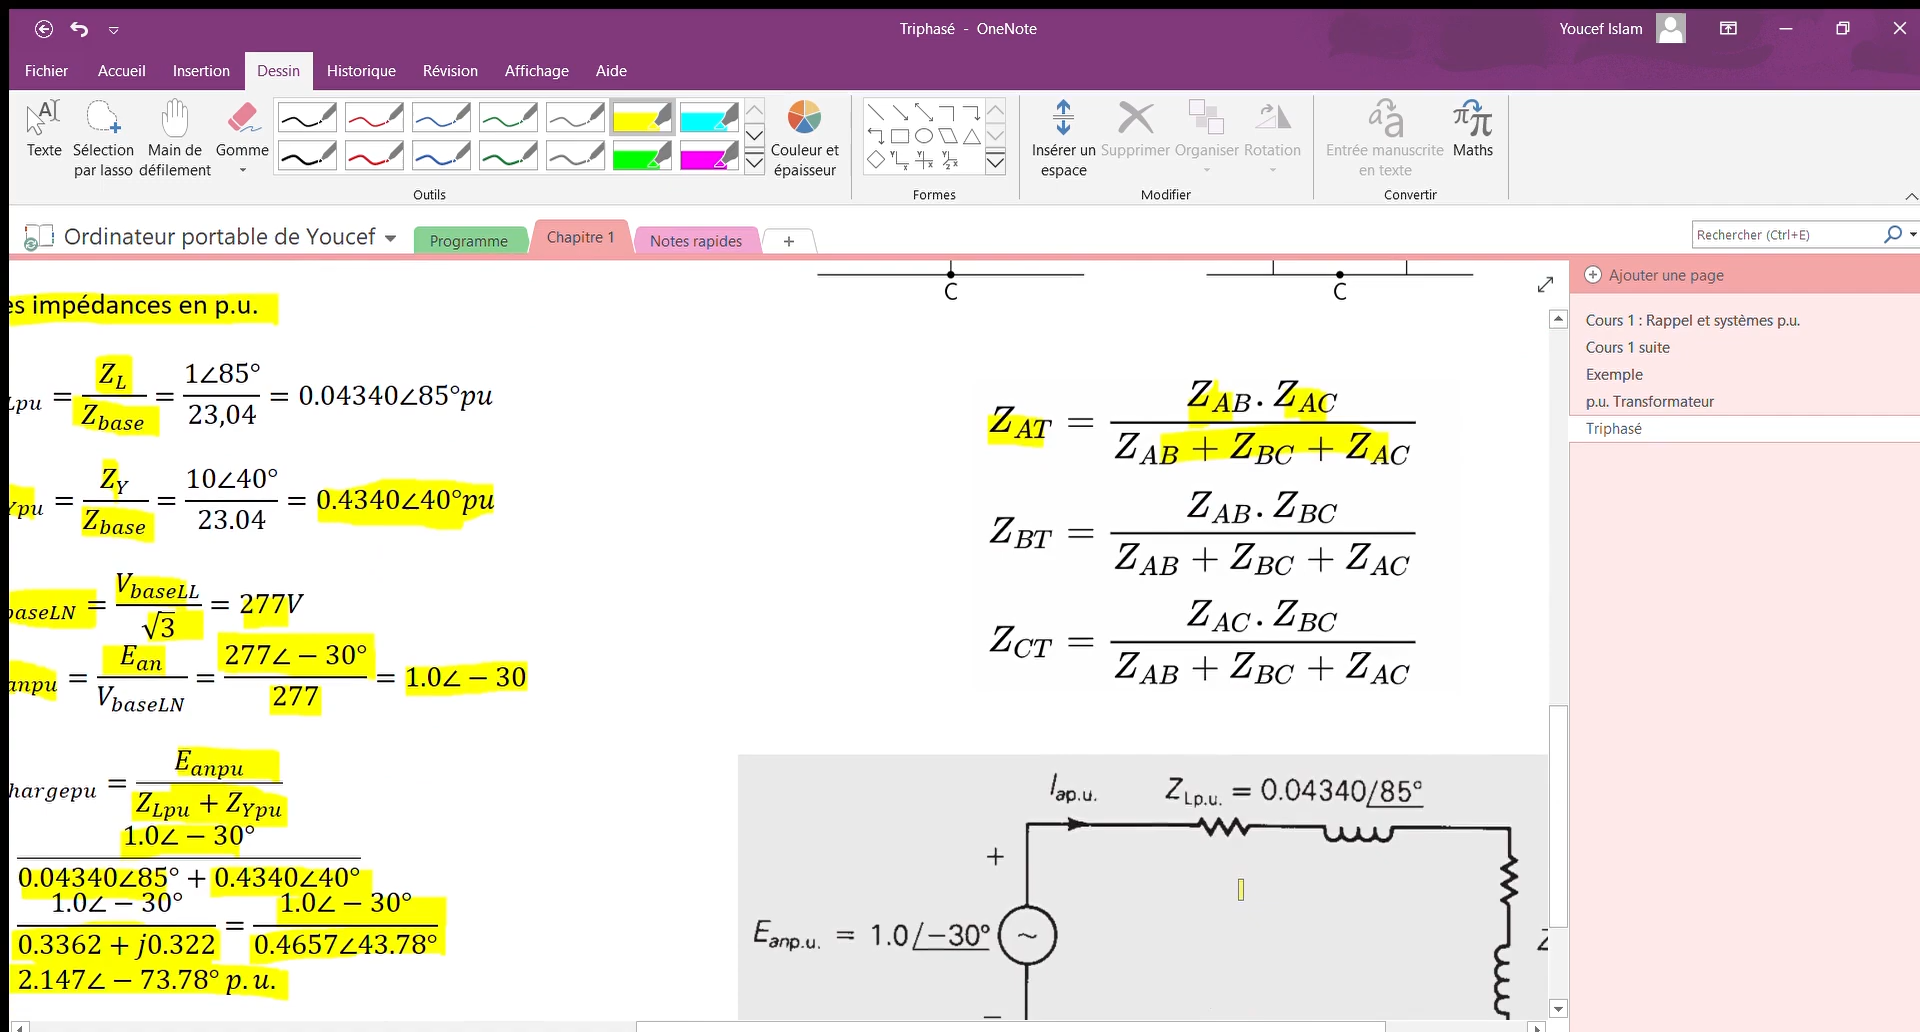 Triphasé - OneNote
Youcef Islam
Fichier Accueil Insertion Dessin Historique Révision Affichage Aide
Texte
Sélection par lasso
Main de défilement
Gomme
Couleur et épaisseur
Insérer un espace
Supprimer
Organiser
Rotation
Entrée manuscrite en texte
Maths
Outils
Formes
Modifier
Convertir
Ordinateur portable de Youcef
Programme
Chapitre 1
Notes rapides
Rechercher (Ctrl+E)
Ajouter une page
Cours 1 : Rappel et systèmes p.u.
Cours 1 suite
Exemple
p.u. Transformateur
Triphasé
es impédances en p.u.
Lpu = Z_L / Z_base = 1∠85° / 23,04 = 0.04340∠85°pu
Ypu = Z_Y / Z_base = 10∠40° / 23.04 = 0.4340∠40°pu
baseLN = V_baseLL / √3 = 277V
anpu = E_an / V_baseLN = 277∠ − 30° / 277 = 1.0∠ − 30
hargepu = E_anpu / Z_Lpu + Z_Ypu
1.0∠ − 30° / 0.04340∠85° + 0.4340∠40°
1.0∠ − 30° / 0.3362 + j0.322 = 1.0∠ − 30° / 0.4657∠43.78°
2.147∠ − 73.78° p. u.
C
C
Z_AT = Z_AB . Z_AC / Z_AB + Z_BC + Z_AC
Z_BT = Z_AB . Z_BC / Z_AB + Z_BC + Z_AC
Z_CT = Z_AC . Z_BC / Z_AB + Z_BC + Z_AC
I_ap.u.
Z_Lp.u. = 0.04340/85°
+
E_anp.u. = 1.0/−30°
~
−